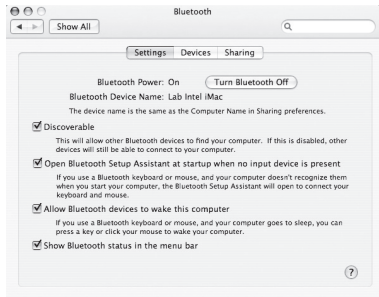 Bluetooth
Show All
Settings Devices Sharing
Bluetooth Power: On Turn Bluetooth Off
Bluetooth Device Name: Lab Intel iMac
The device name is the same as the Computer Name in Sharing preferences.
Discoverable
This will allow other Bluetooth devices to find your computer. If this is disabled, other
devices will still be able to connect to your computer.
Open Bluetooth Setup Assistant at startup when no input device is present
If you use a Bluetooth keyboard or mouse, and your computer doesn't recognize them
when you start your computer, the Bluetooth Setup Assistant will open to connect your
keyboard and mouse.
Allow Bluetooth devices to wake this computer
If you use a Bluetooth keyboard or mouse, and your computer goes to sleep, you can
press a key or click your mouse to wake your computer.
Show Bluetooth status in the menu bar
?